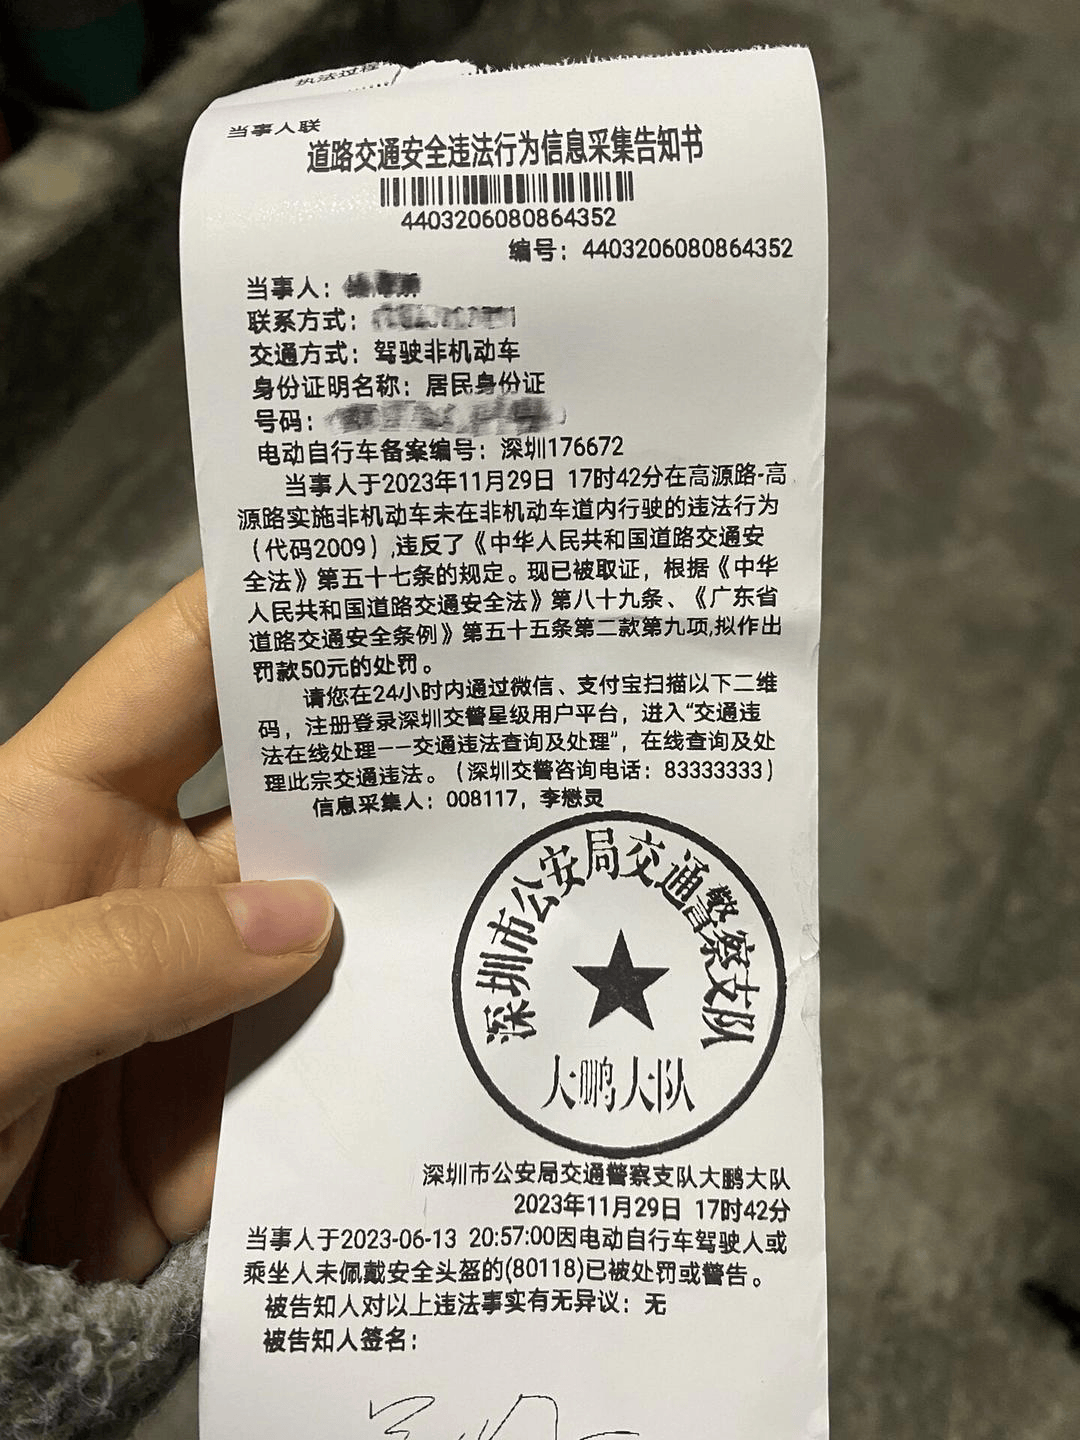 执法过程
当事人联
道路交通安全违法行为信息采集告知书
4403206080864352
编号：4403206080864352
当事人：
联系方式：
交通方式：驾驶非机动车
身份证明名称：居民身份证
号码：
电动自行车备案编号：深圳176672
当事人于2023年11月29日 17时42分在高源路-高
源路实施非机动车未在非机动车道内行驶的违法行为
（代码2009）,违反了《中华人民共和国道路交通安
全法》第五十七条的规定。现已被取证，根据《中华
人民共和国道路交通安全法》第八十九条、《广东省
道路交通安全条例》第五十五条第二款第九项,拟作出
罚款50元的处罚。
请您在24小时内通过微信、支付宝扫描以下二维
码，注册登录深圳交警星级用户平台，进入“交通违
法在线处理——交通违法查询及处理”，在线查询及处
理此宗交通违法。（深圳交警咨询电话：83333333）
信息采集人：008117，李懋灵
深圳市公安局交通警察支队
大鹏大队
深圳市公安局交通警察支队大鹏大队
2023年11月29日 17时42分
当事人于2023-06-13 20:57:00因电动自行车驾驶人或
乘坐人未佩戴安全头盔的(80118)已被处罚或警告。
被告知人对以上违法事实有无异议：无
被告知人签名：